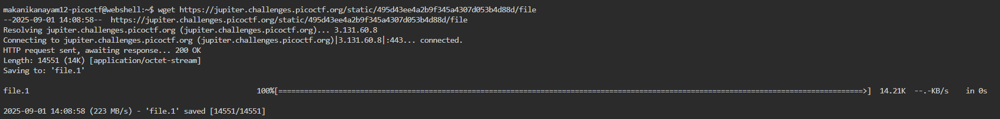 makanikanayam12-picoctf@webshell:~$ wget https://jupiter.challenges.picoctf.org/static/495d43ee4a2b9f345a4307d053b4d88d/file
--2025-09-01 14:08:58--  https://jupiter.challenges.picoctf.org/static/495d43ee4a2b9f345a4307d053b4d88d/file
Resolving jupiter.challenges.picoctf.org (jupiter.challenges.picoctf.org)... 3.131.60.8
Connecting to jupiter.challenges.picoctf.org (jupiter.challenges.picoctf.org)|3.131.60.8|:443... connected.
HTTP request sent, awaiting response... 200 OK
Length: 14551 (14K) [application/octet-stream]
Saving to: 'file.1'
file.1 100%[========================================================================================================================================>] 14.21K --.-KB/s in 0s
2025-09-01 14:08:58 (223 MB/s) - 'file.1' saved [14551/14551]